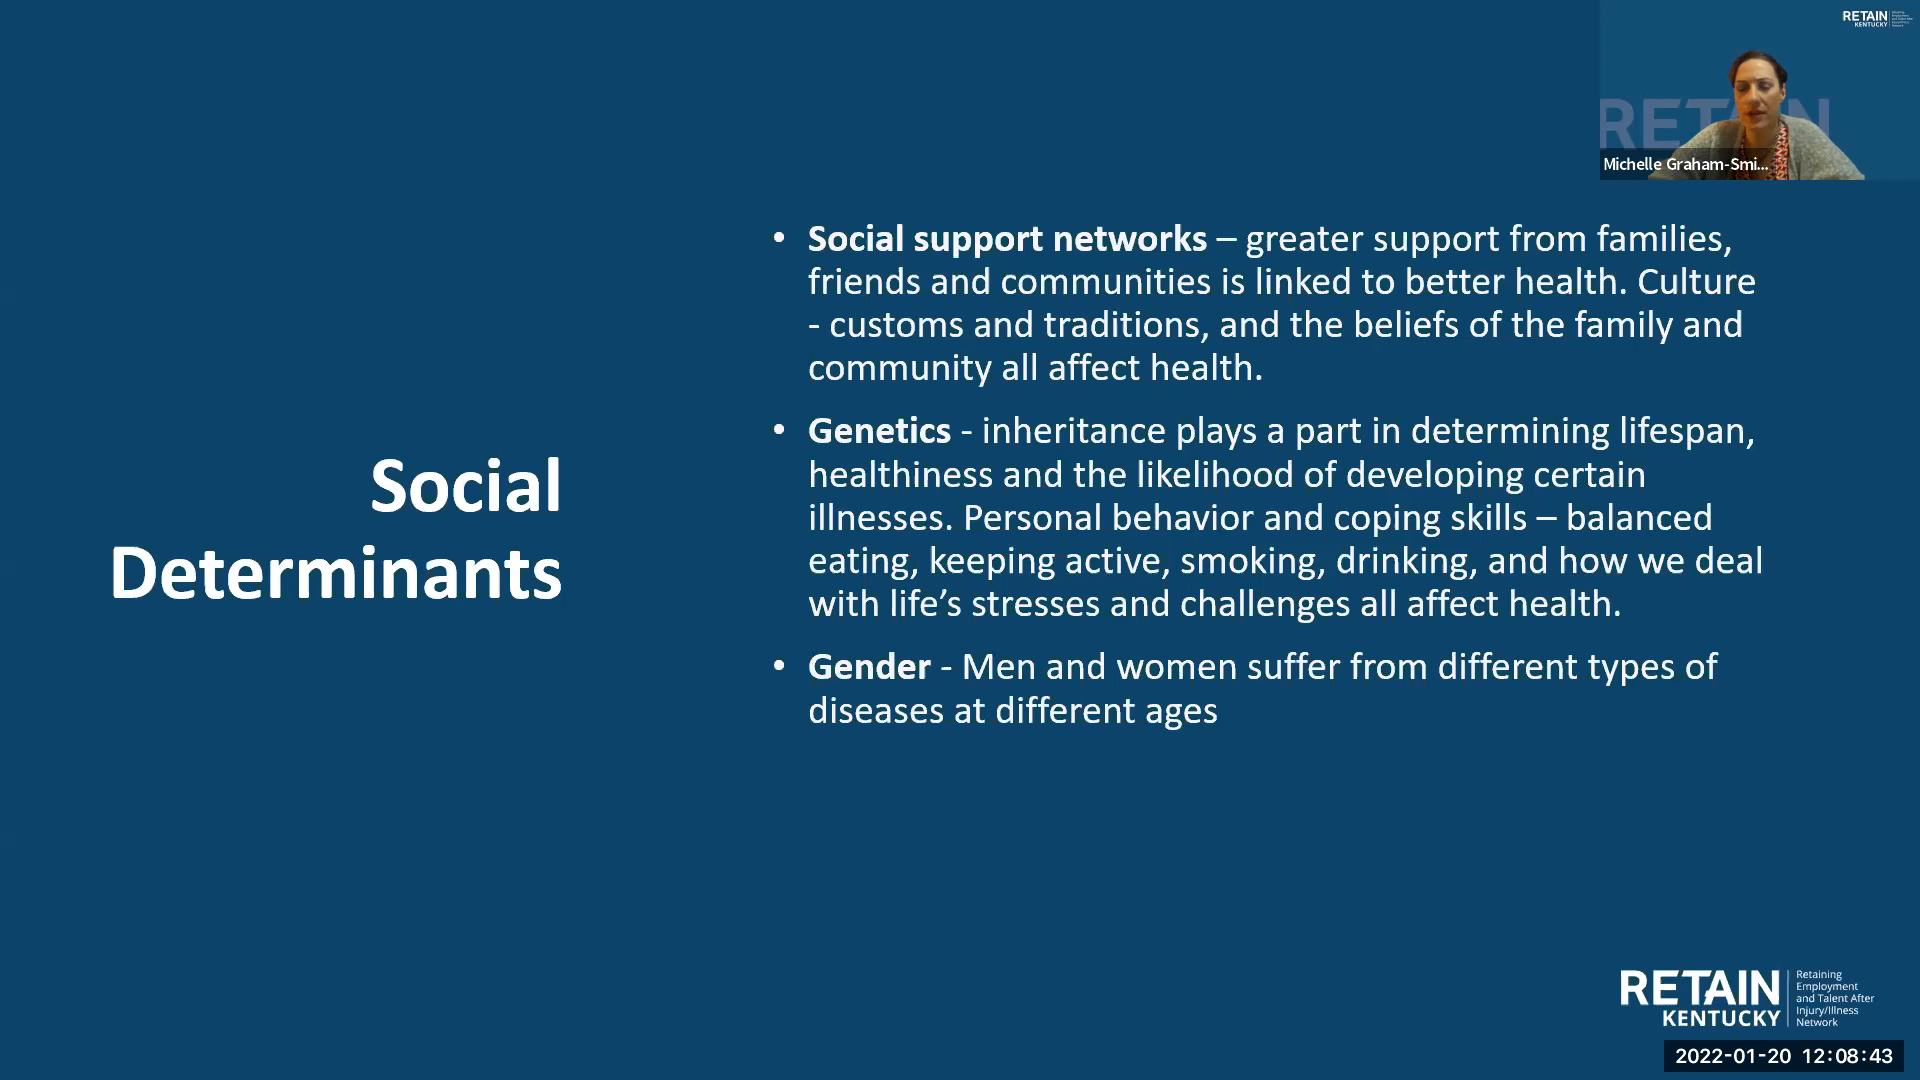 RETAIN
KENTUCKY
RETAIN
Michelle Graham-Smi...
• Social support networks – greater support from families,
friends and communities is linked to better health. Culture
- customs and traditions, and the beliefs of the family and
community all affect health.
• Genetics - inheritance plays a part in determining lifespan,
healthiness and the likelihood of developing certain
illnesses. Personal behavior and coping skills – balanced
eating, keeping active, smoking, drinking, and how we deal
with life’s stresses and challenges all affect health.
• Gender - Men and women suffer from different types of
diseases at different ages
Social
Determinants
RETAIN
KENTUCKY
Retaining
Employment
and Talent After
Injury/Illness
Network
2022-01-20 12:08:43